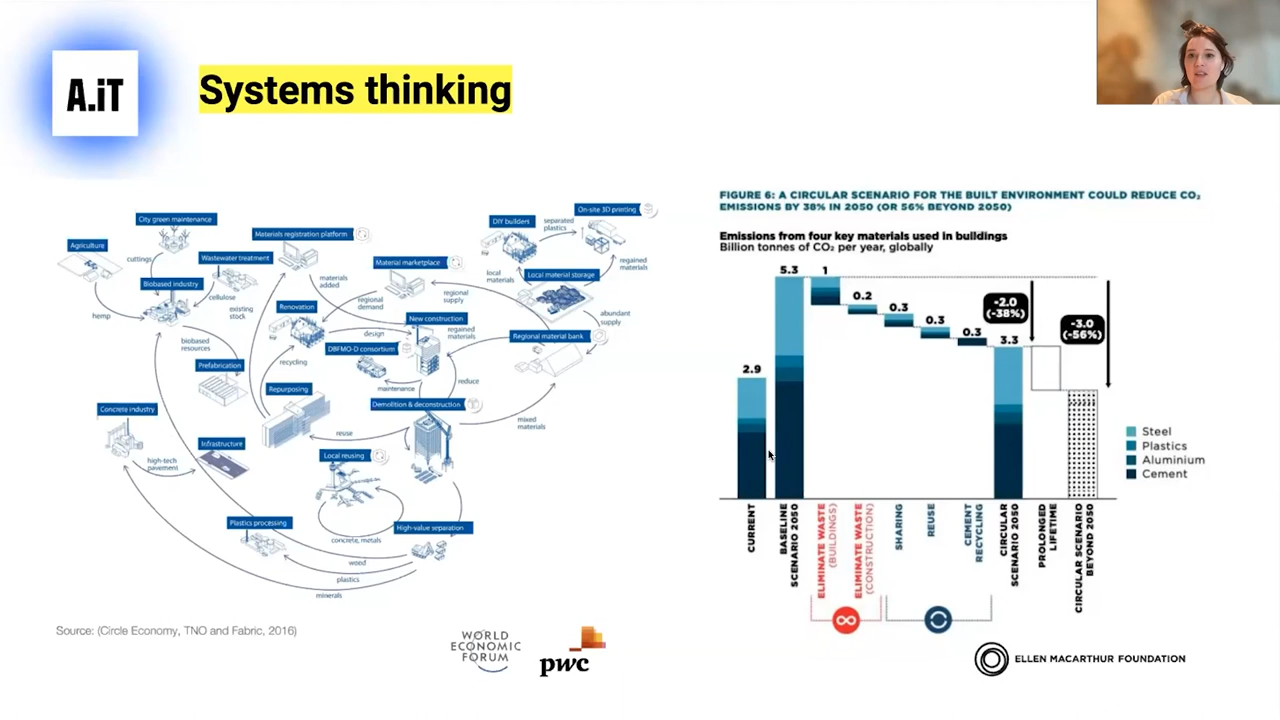 A.iT
Systems thinking
City green maintenance
Agriculture
cuttings
Wastewater treatment
Biobased industry
cellulose
hemp
existing
stock
biobased
resources
Materials registration platform
materials
added
Material marketplace
regional
demand
regional
supply
Renovation
design
New construction
regained
materials
DBFMO-D consortium
maintenance
reduce
recycling
Prefabrication
Repurposing
Demolition & deconstruction
reuse
mixed
materials
DIY builders
separated
plastics
On-site 3D printing
regained
materials
local
materials
Local material storage
abundant
supply
Regional material bank
Concrete industry
high-tech
pavement
Infrastructure
Local reusing
Plastics processing
High-value separation
concrete, metals
wood
plastics
minerals
Source: (Circle Economy, TNO and Fabric, 2016)
WORLD
ECONOMIC
FORUM
pwc
FIGURE 6: A CIRCULAR SCENARIO FOR THE BUILT ENVIRONMENT COULD REDUCE CO₂
EMISSIONS BY 38% IN 2050 (OR 56% BEYOND 2050)
Emissions from four key materials used in buildings
Billion tonnes of CO₂ per year, globally
2.9
5.3
1
0.2
0.3
0.3
0.3
3.3
-2.0
(-38%)
-3.0
(-56%)
Steel
Plastics
Aluminium
Cement
CURRENT
BASELINE
SCENARIO 2050
ELIMINATE WASTE
(BUILDINGS)
ELIMINATE WASTE
(CONSTRUCTION)
SHARING
REUSE
CEMENT
RECYCLING
CIRCULAR
SCENARIO 2050
PROLONGED
LIFETIME
CIRCULAR SCENARIO
BEYOND 2050
ELLEN MACARTHUR FOUNDATION